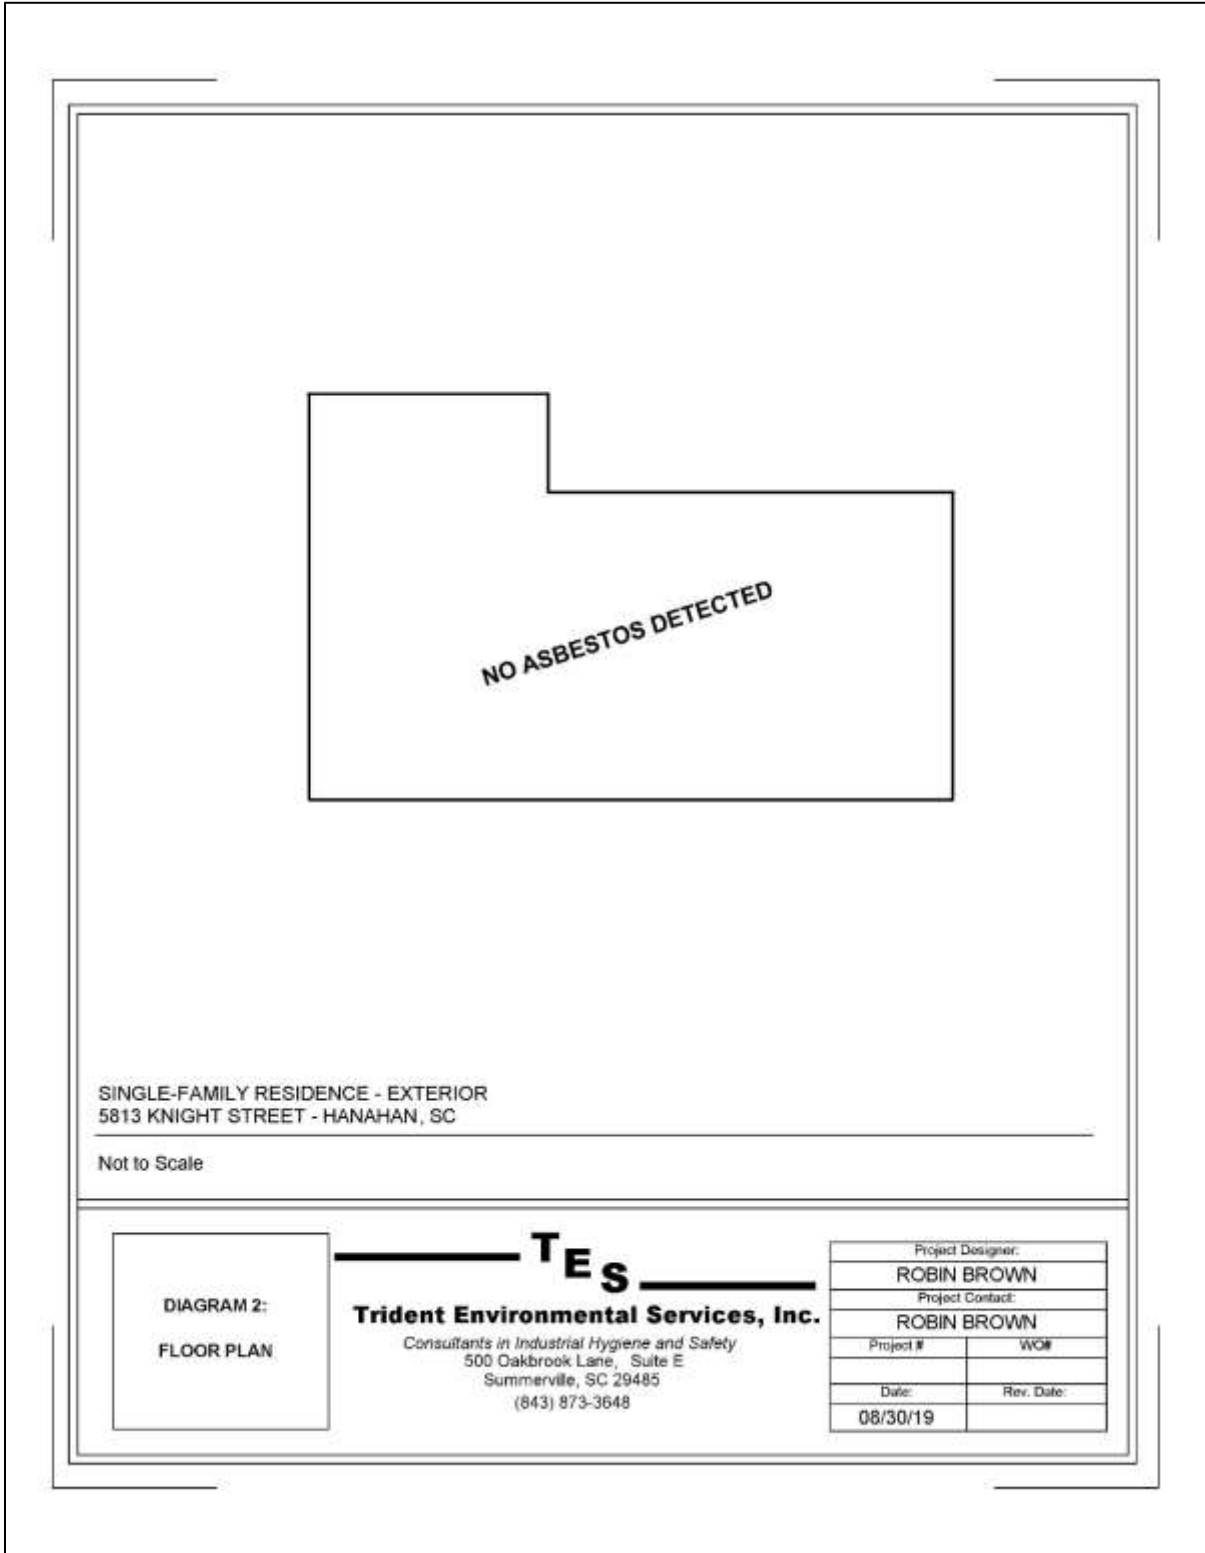 NO ASBESTOS DETECTED
SINGLE-FAMILY RESIDENCE - EXTERIOR
5813 KNIGHT STREET - HANAHAN, SC
Not to Scale
DIAGRAM 2:
FLOOR PLAN
TES
Trident Environmental Services, Inc.
Consultants in Industrial Hygiene and Safety
500 Oakbrook Lane, Suite E
Summerville, SC 29485
(843) 873-3648
Project Designer:
ROBIN BROWN
Project Contact:
ROBIN BROWN
Project # WO#
Date: Rev. Date:
08/30/19